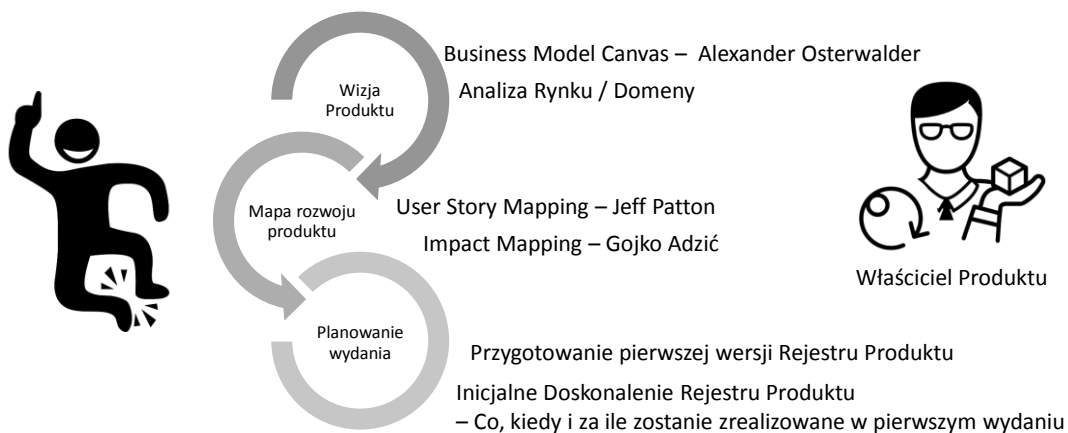 Business Model Canvas – Alexander Osterwalder
Wizja
Produktu
Analiza Rynku / Domeny
Mapa rozwoju
produktu
User Story Mapping – Jeff Patton
Impact Mapping – Gojko Adzić
Właściciel Produktu
Planowanie
wydania
Przygotowanie pierwszej wersji Rejestru Produktu
Inicjalne Doskonalenie Rejestru Produktu
– Co, kiedy i za ile zostanie zrealizowane w pierwszym wydaniu